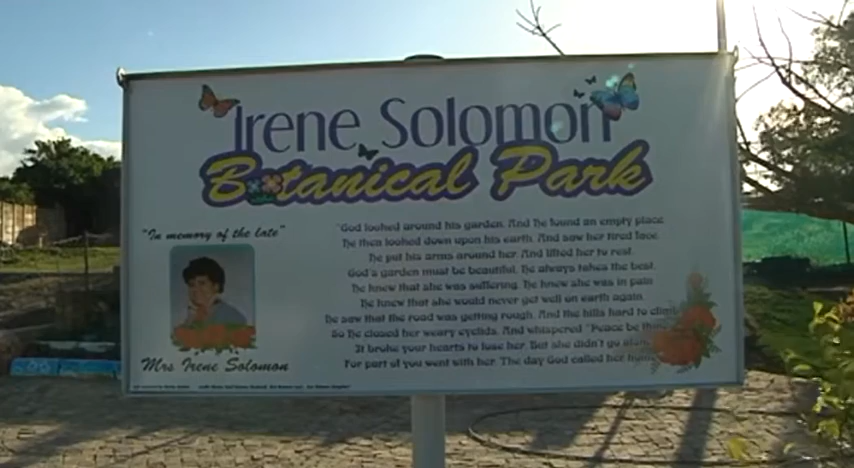 Irene Solomon
Botanical Park
"In memory of the late"
Mrs Irene Solomon
"God looked around his garden. And he found an empty place
He then looked down upon his earth. And saw her tired face.
He put his arms around her. And lifted her to rest.
God's garden must be beautiful. He always takes the best.
He knew that she was suffering. He knew she was in pain
He knew that she would never get well on earth again.
He saw that the road was getting rough. And the hills hard to climb
So he closed her weary eyelids. And whispered "Peace be
It broke your hearts to lose her. But she didn't go
For part of you went with her. The day God called her